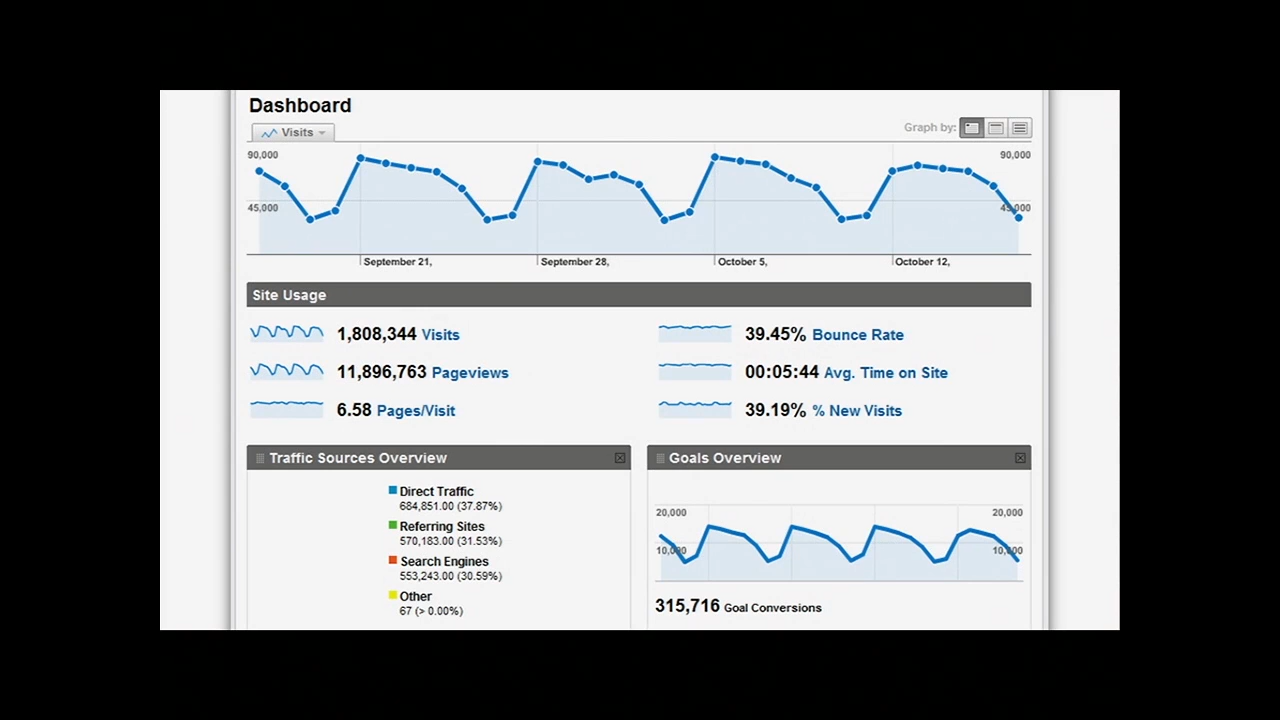 Dashboard
Visits
Graph by:
90,000 90,000
45,000 45,000
September 21, September 28, October 5, October 12,
Site Usage
1,808,344 Visits
39.45% Bounce Rate
11,896,763 Pageviews
00:05:44 Avg. Time on Site
6.58 Pages/Visit
39.19% % New Visits
Traffic Sources Overview
Direct Traffic
684,851.00 (37.87%)
Referring Sites
570,183.00 (31.53%)
Search Engines
553,243.00 (30.59%)
Other
67 (> 0.00%)
Goals Overview
20,000 20,000
10,000 10,000
315,716 Goal Conversions